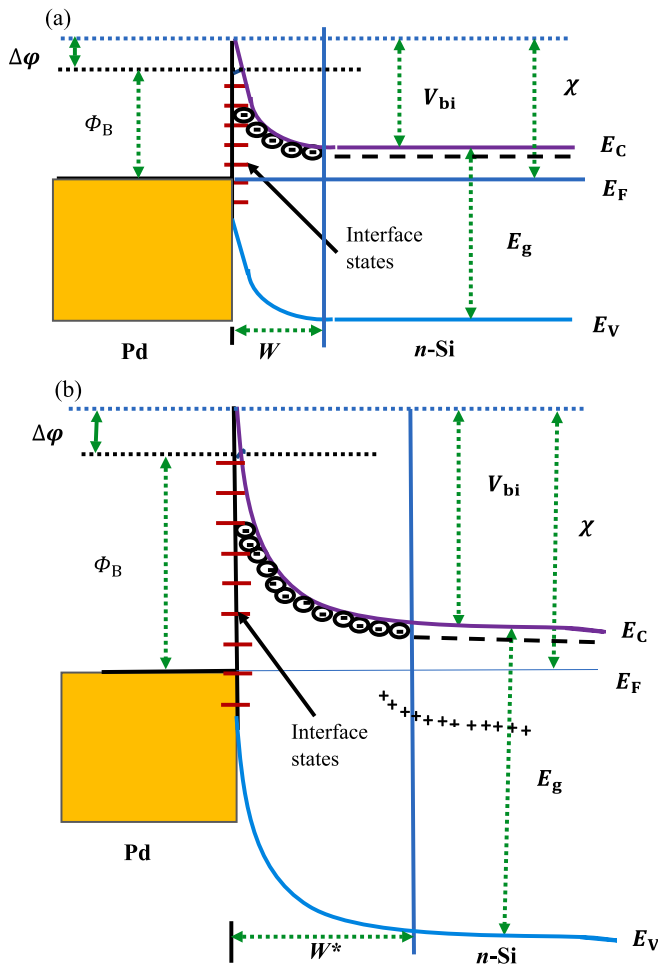 (a)
Δφ
Φ_B
V_bi
χ
E_C
E_F
Interface
states
E_g
E_V
Pd
W
n-Si
(b)
Δφ
V_bi
χ
Φ_B
E_C
E_F
Interface
states
E_g
Pd
W*
n-Si
E_V